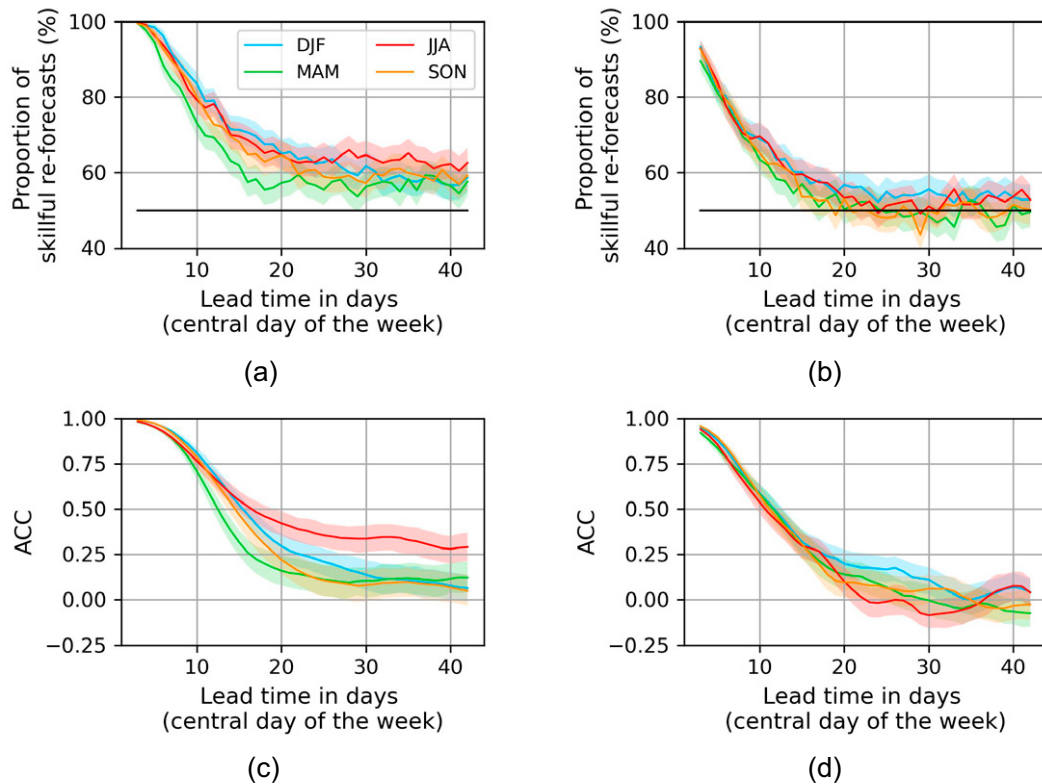 100
80
60
40
Proportion of
skillful re-forecasts (%)
DJF
MAM
JJA
SON
10
20
30
40
Lead time in days
(central day of the week)
(a)
100
80
60
40
Proportion of
skillful re-forecasts (%)
10
20
30
40
Lead time in days
(central day of the week)
(b)
1.00
0.75
0.50
0.25
0.00
−0.25
ACC
10
20
30
40
Lead time in days
(central day of the week)
(c)
1.00
0.75
0.50
0.25
0.00
−0.25
ACC
10
20
30
40
Lead time in days
(central day of the week)
(d)